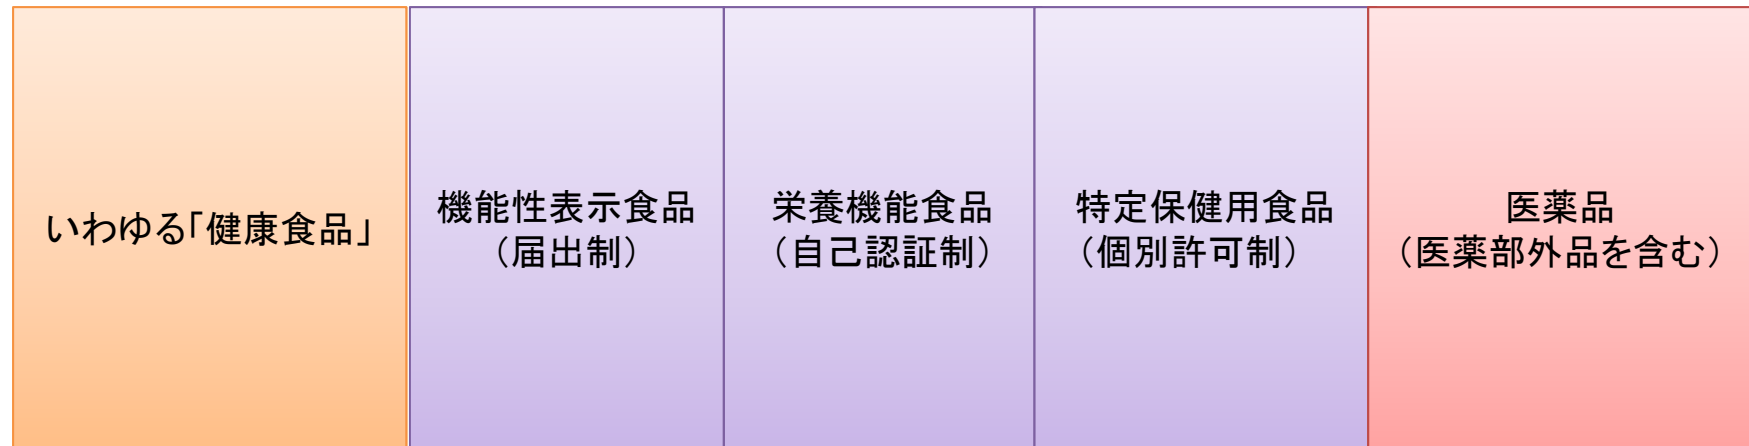 いわゆる「健康食品」
機能性表示食品
（届出制）
栄養機能食品
（自己認証制）
特定保健用食品
（個別許可制）
医薬品
（医薬部外品を含む）